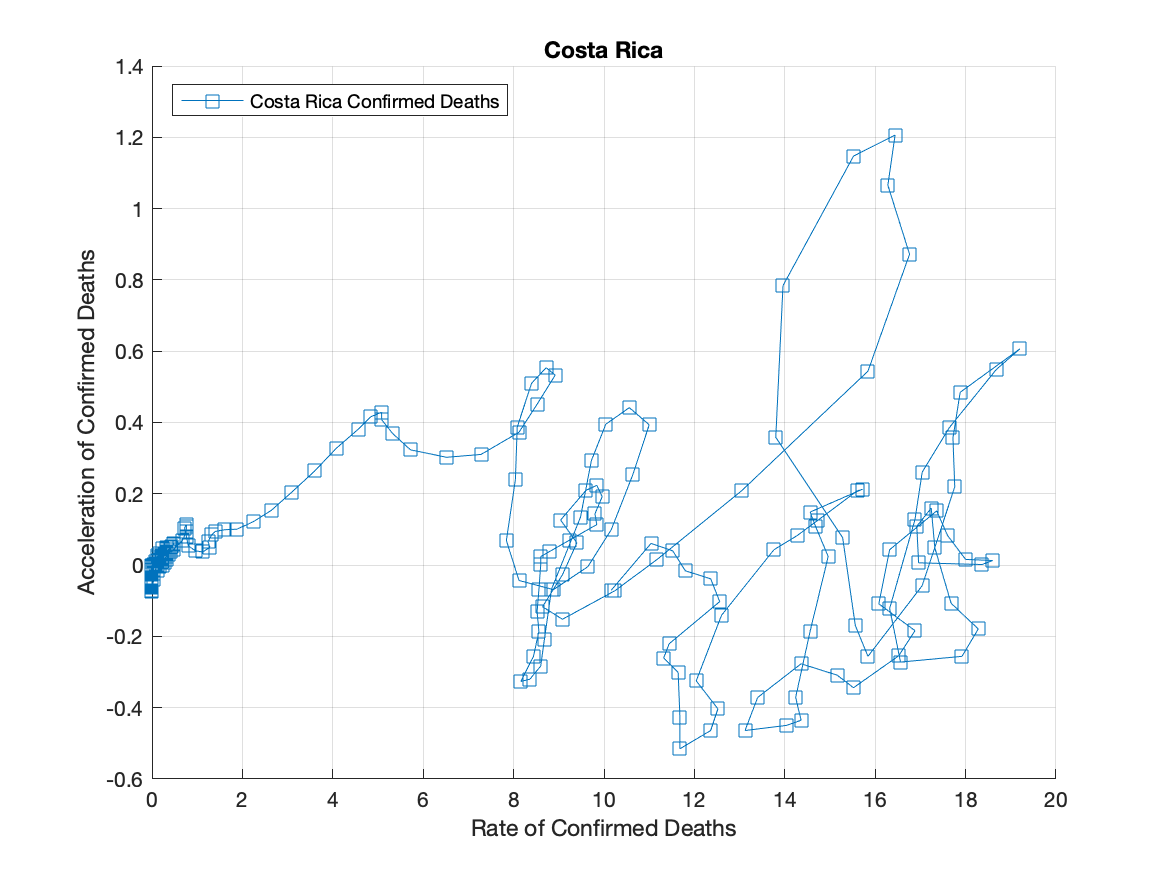 Costa Rica
Costa Rica Confirmed Deaths
1.4
1.2
1
0.8
0.6
0.4
0.2
0
-0.2
-0.4
-0.6
Acceleration of Confirmed Deaths
0 2 4 6 8 10 12 14 16 18 20
Rate of Confirmed Deaths